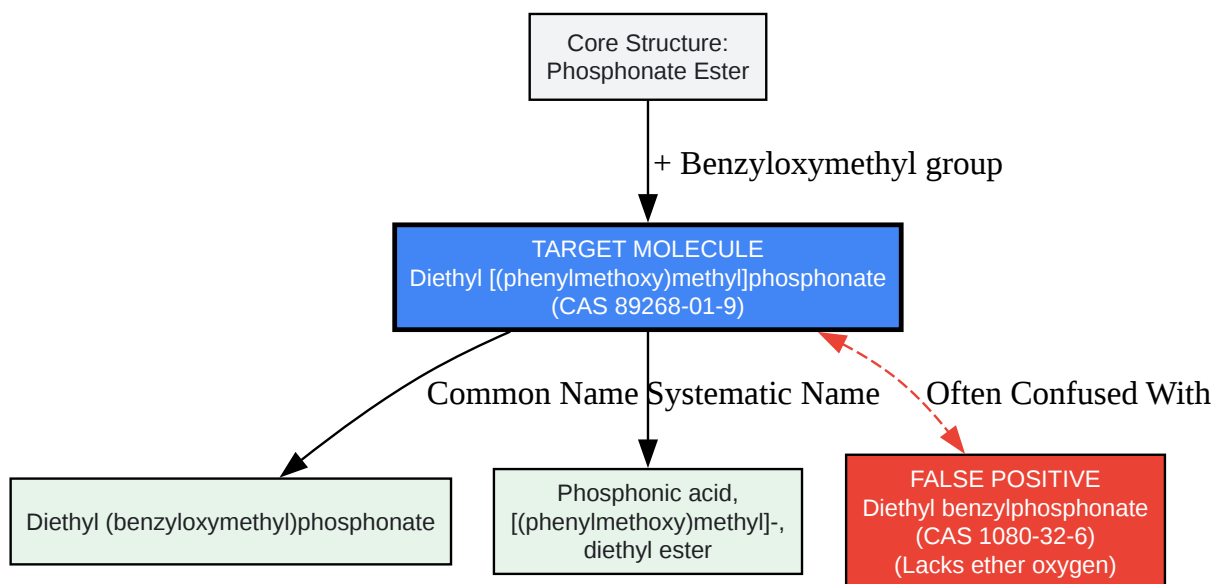 Core Structure:
Phosphonate Ester
+ Benzyloxymethyl group
TARGET MOLECULE
Diethyl [(phenylmethoxy)methyl]phosphonate
(CAS 89268-01-9)
Common Name
Systematic Name
Often Confused With
Diethyl (benzyloxymethyl)phosphonate
Phosphonic acid,
[(phenylmethoxy)methyl]-,
diethyl ester
FALSE POSITIVE
Diethyl benzylphosphonate
(CAS 1080-32-6)
(Lacks ether oxygen)